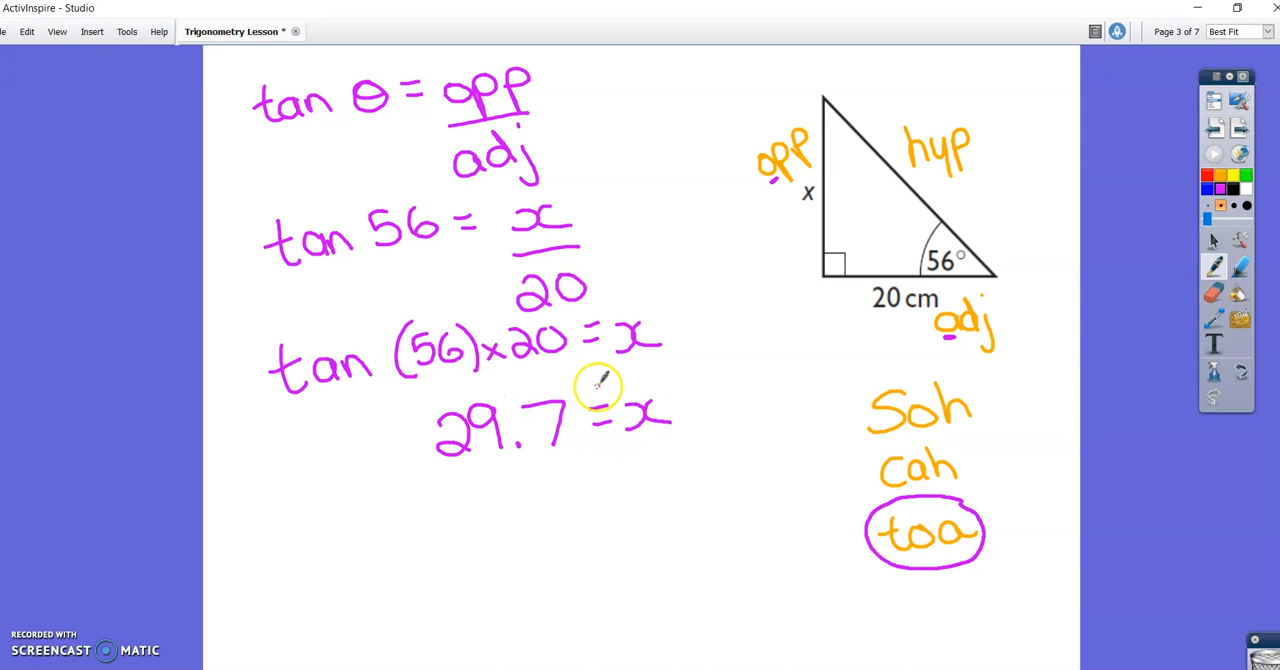 ActivInspire - Studio
Edit View Insert Tools Help Trigonometry Lesson * Page 3 of 7 Best Fit
tan θ = opp
adj
tan 56 = x
20
tan (56) × 20 = x
29.7 = x
opp
hyp
x
56°
20 cm
adj
Soh
cah
toa
RECORDED WITH
SCREENCAST MATIC